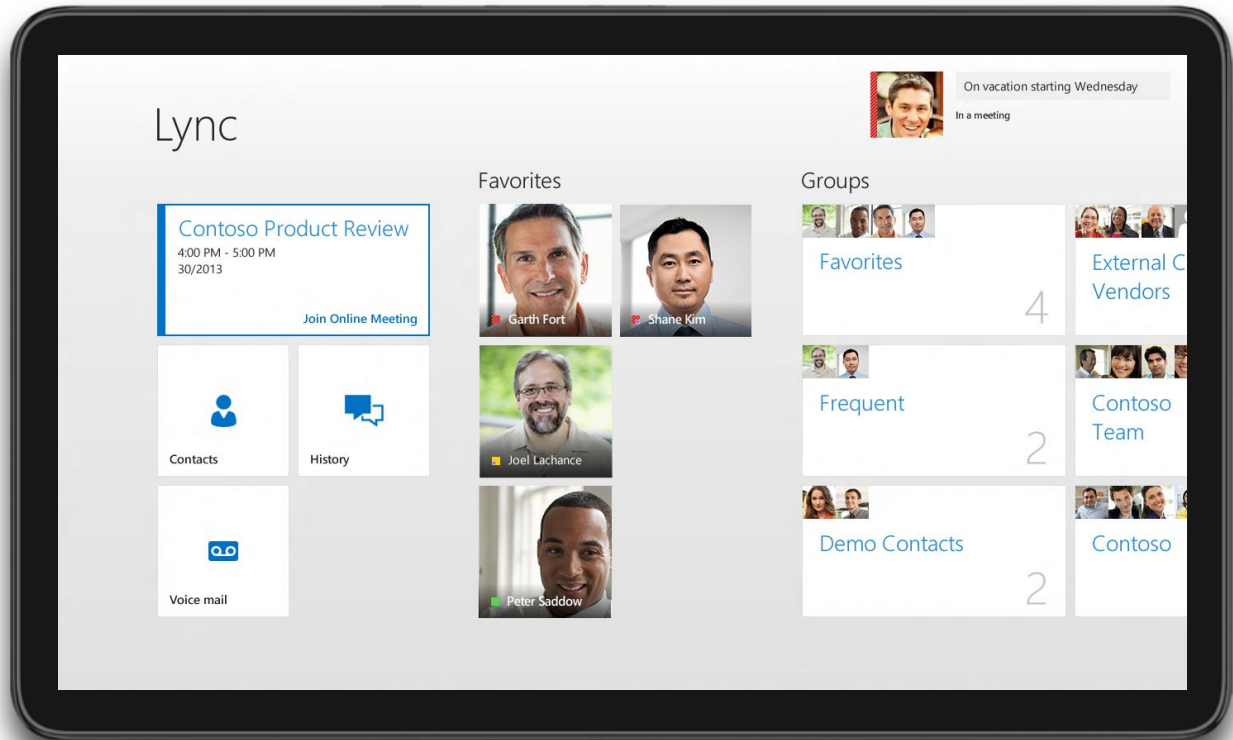 Lync
On vacation starting Wednesday
In a meeting
Contoso Product Review
4:00 PM - 5:00 PM
30/2013
Join Online Meeting
Contacts
History
Voice mail
Favorites
Garth Fort
Shane Kim
Joel Lachance
Peter Saddow
Groups
Favorites
4
External C
Vendors
Frequent
2
Contoso
Team
Demo Contacts
2
Contoso